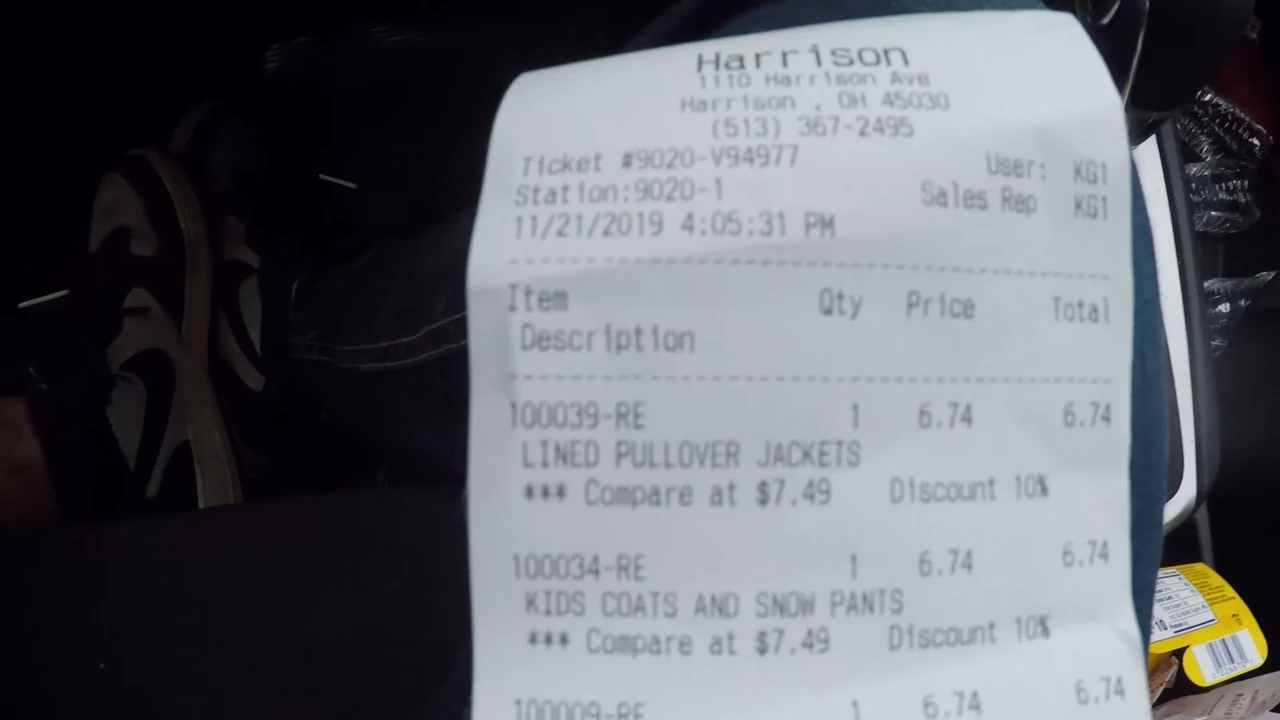 Harrison
1110 Harrison Ave
Harrison , OH 45030
(513) 367-2495
Ticket #9020-V94977 User: KG1
Station:9020-1 Sales Rep KG1
11/21/2019 4:05:31 PM
Item Qty Price Total
Description
100039-RE 1 6.74 6.74
LINED PULLOVER JACKETS
*** Compare at $7.49 Discount 10%
100034-RE 1 6.74 6.74
KIDS COATS AND SNOW PANTS
*** Compare at $7.49 Discount 10%
100009-RE 1 6.74 6.74